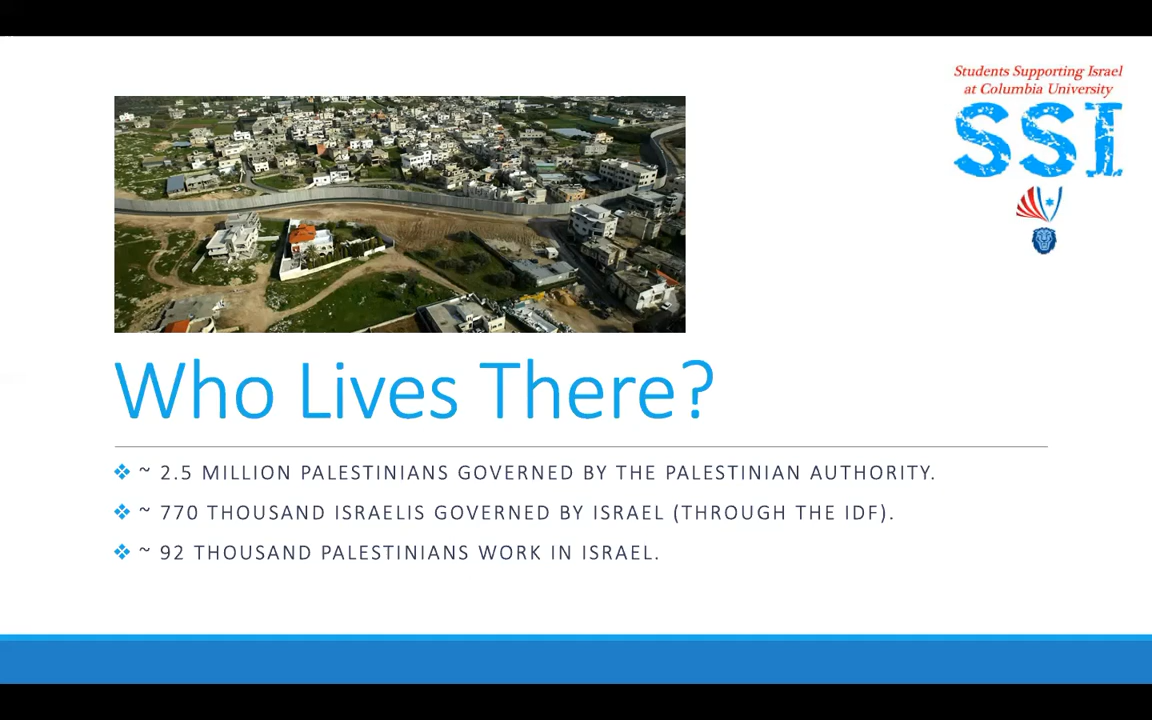 Students Supporting Israel
at Columbia University
SSI
Who Lives There?
~ 2.5 MILLION PALESTINIANS GOVERNED BY THE PALESTINIAN AUTHORITY.
~ 770 THOUSAND ISRAELIS GOVERNED BY ISRAEL (THROUGH THE IDF).
~ 92 THOUSAND PALESTINIANS WORK IN ISRAEL.